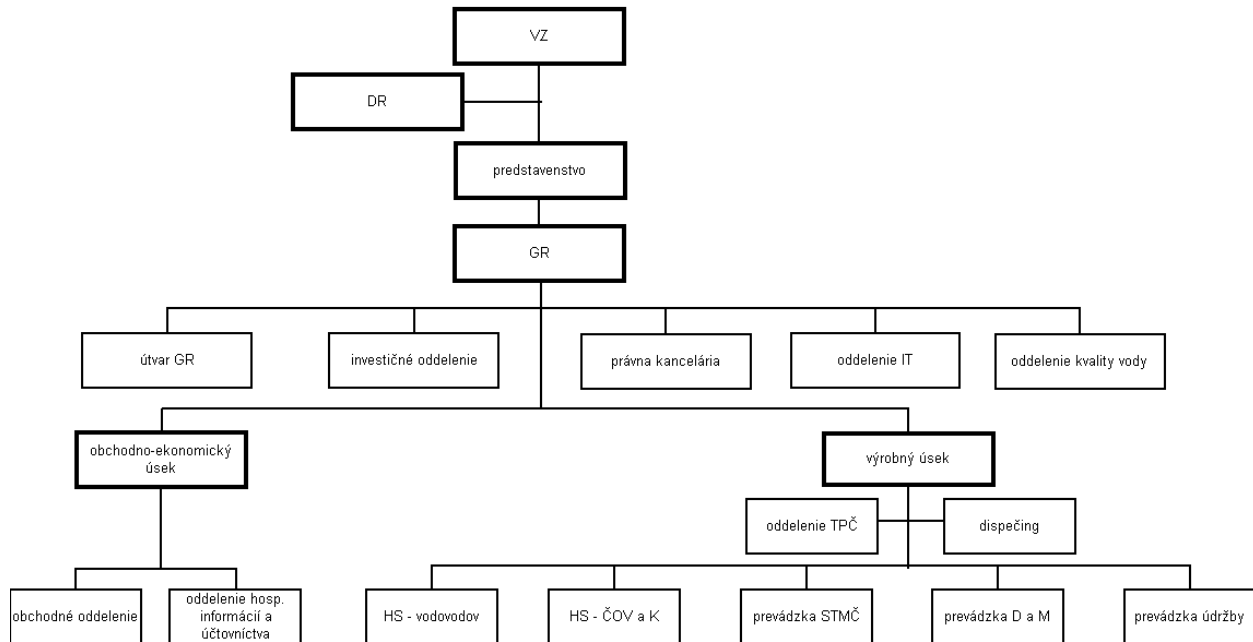 VZ
DR
predstavenstvo
GR
útvar GR
investičné oddelenie
právna kancelária
oddelenie IT
oddelenie kvality vody
obchodno-ekonomický
úsek
výrobný úsek
oddelenie TPČ
dispečing
obchodné oddelenie
oddelenie hosp.
informácií a
účtovníctva
HS - vodovodov
HS - ČOV a K
prevádzka STMČ
prevádzka D a M
prevádzka údržby